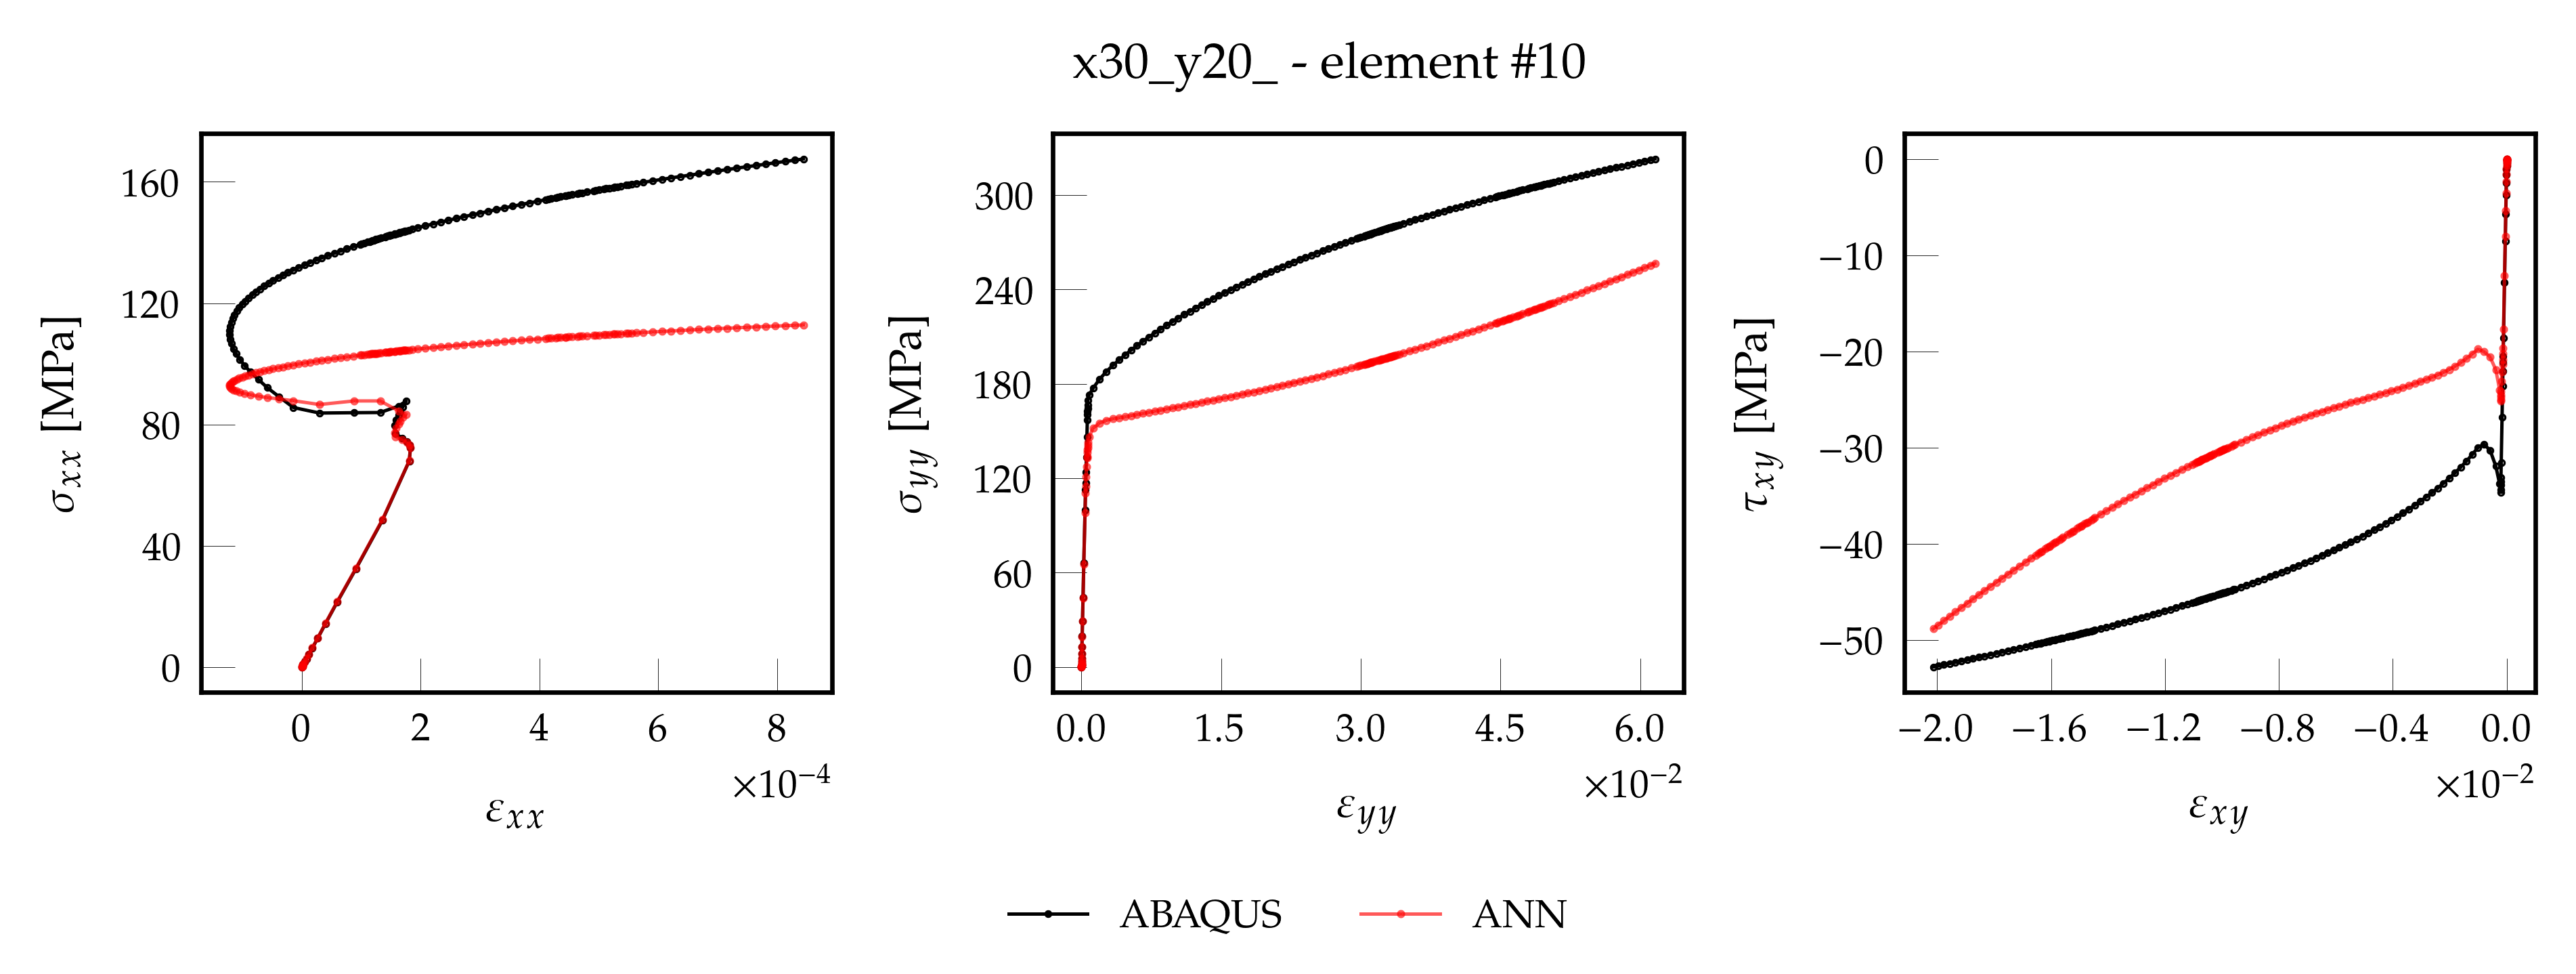 x30_y20_ - element #10
σxx [MPa]
160
120
80
40
0
0 2 4 6 8
×10−4
εxx
σyy [MPa]
300
240
180
120
60
0
0.0 1.5 3.0 4.5 6.0
×10−2
εyy
τxy [MPa]
0
−10
−20
−30
−40
−50
−2.0 −1.6 −1.2 −0.8 −0.4 0.0
×10−2
εxy
ABAQUS ANN